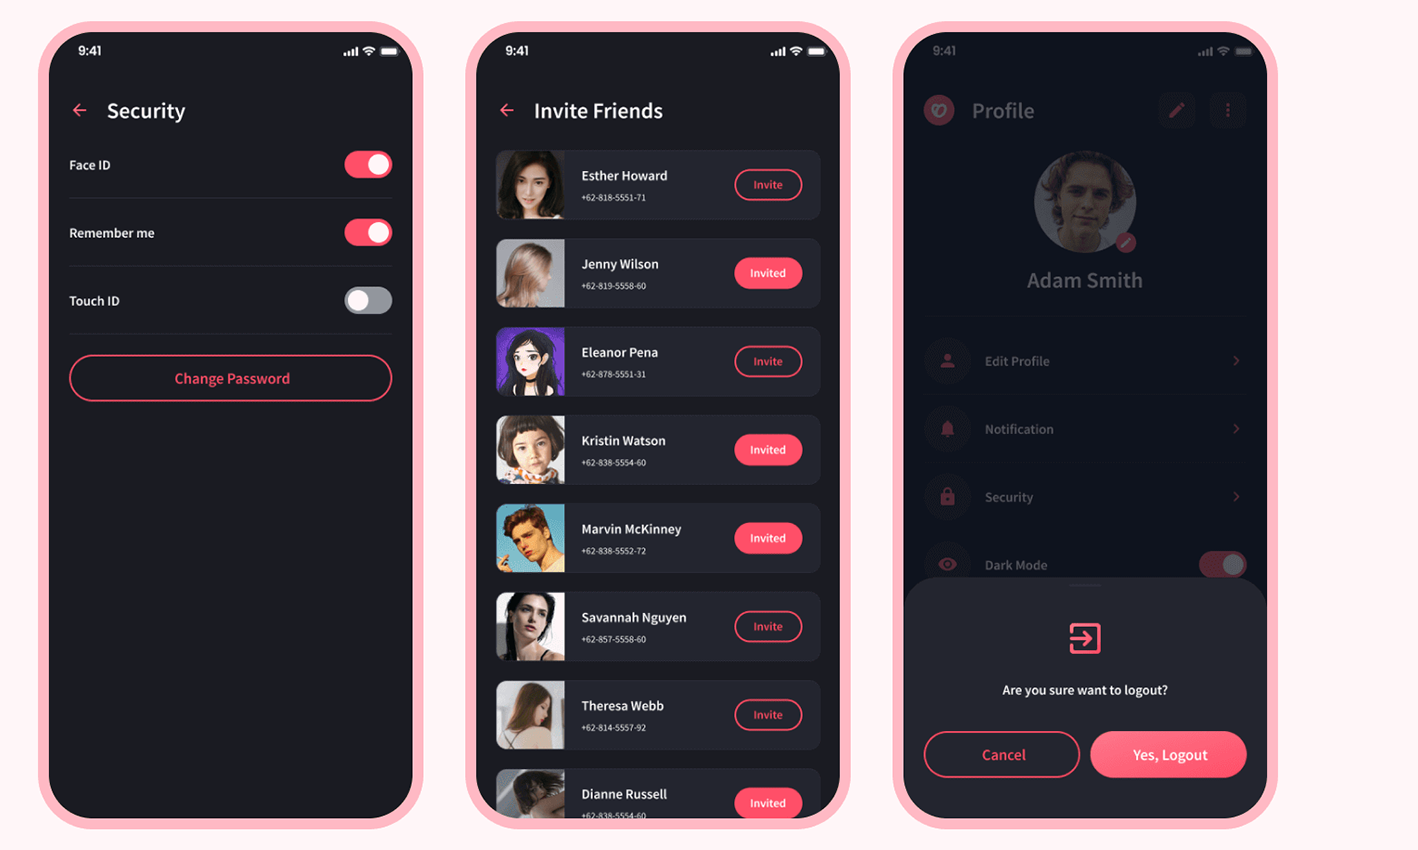 9:41
Security
Face ID
Remember me
Touch ID
Change Password
9:41
Invite Friends
Esther Howard
+62-818-5551-71
Invite
Jenny Wilson
+62-819-5558-60
Invited
Eleanor Pena
+62-878-5551-31
Invite
Kristin Watson
+62-838-5554-60
Invited
Marvin McKinney
+62-838-5552-72
Invited
Savannah Nguyen
+62-857-5558-60
Invite
Theresa Webb
+62-814-5557-92
Invite
Dianne Russell
+62-838-5554-60
Invited
9:41
Profile
Adam Smith
Edit Profile
Notification
Security
Dark Mode
Are you sure want to logout?
Cancel
Yes, Logout